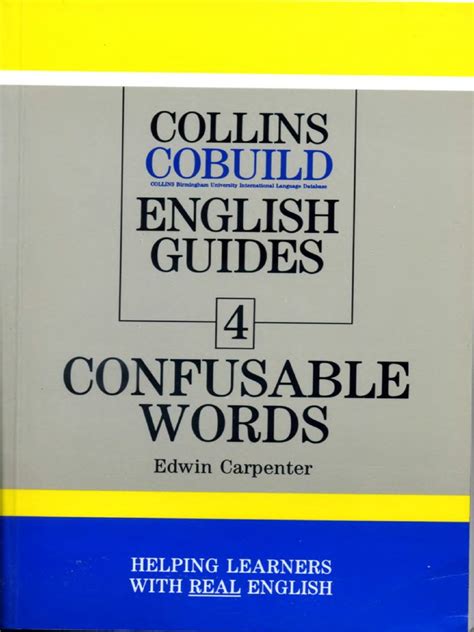 COLLINS
COBUILD
COLLINS Birmingham University International Language Database
ENGLISH
GUIDES
4
CONFUSABLE
WORDS
Edwin Carpenter
HELPING LEARNERS
WITH REAL ENGLISH